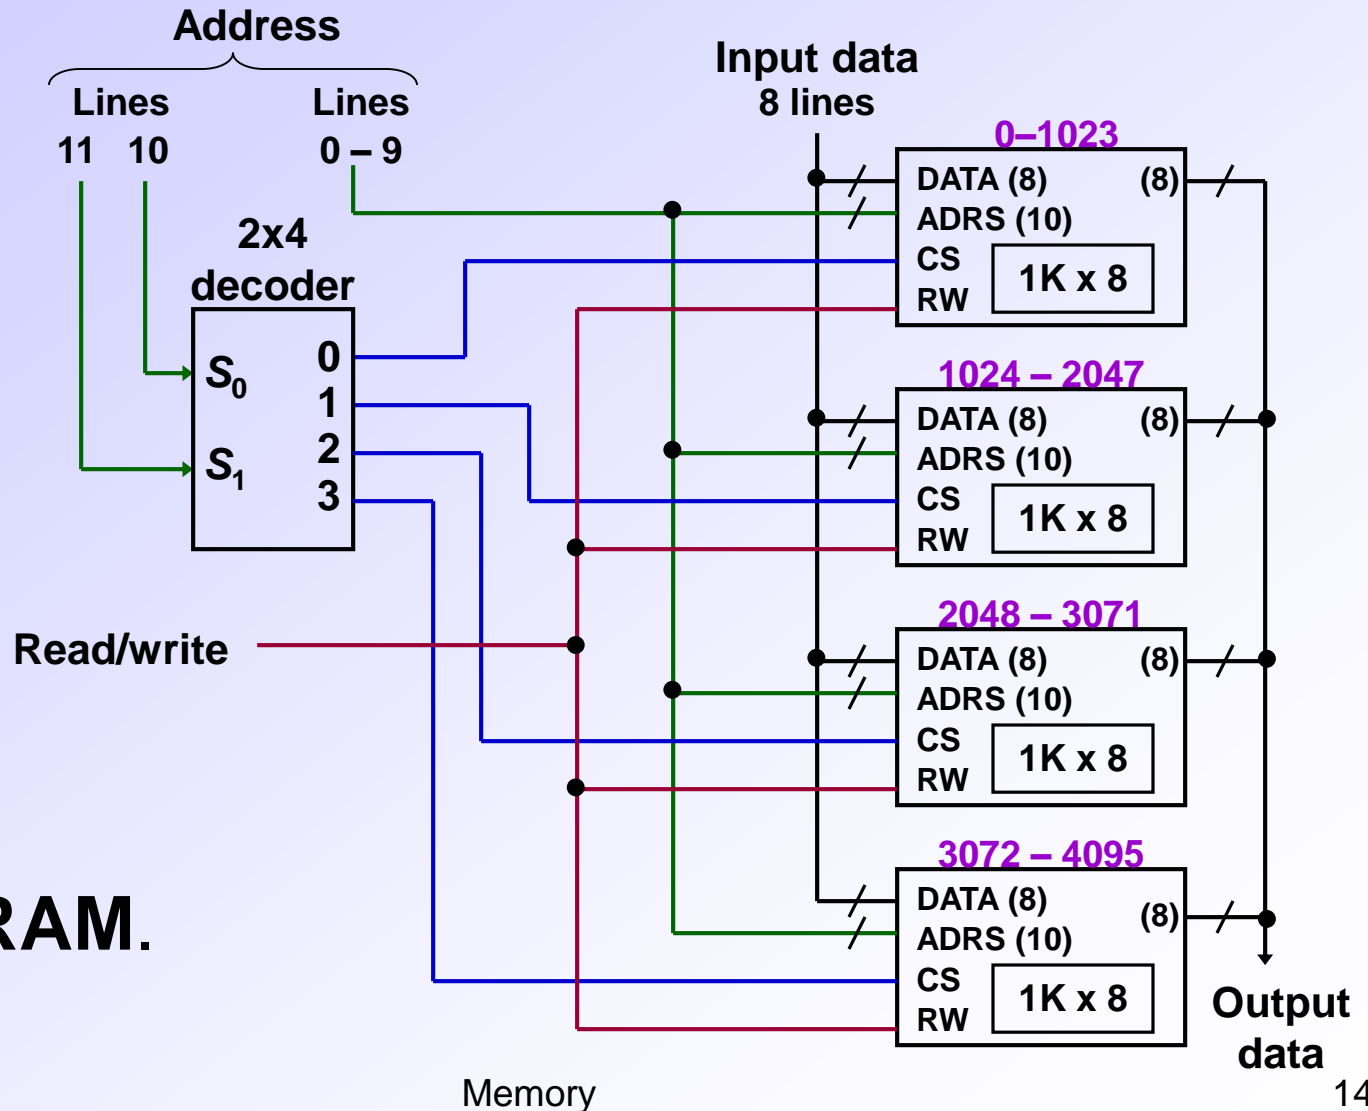 Address
Lines
11 10
Lines
0 – 9
Input data
8 lines
2x4
decoder
S0
S1
0
1
2
3
Read/write
0–1023
DATA (8)
(8)
ADRS (10)
CS
RW
1K x 8
1024 – 2047
DATA (8)
(8)
ADRS (10)
CS
RW
1K x 8
2048 – 3071
DATA (8)
(8)
ADRS (10)
CS
RW
1K x 8
3072 – 4095
DATA (8)
(8)
ADRS (10)
CS
RW
1K x 8
RAM.
Output
data
Memory
14